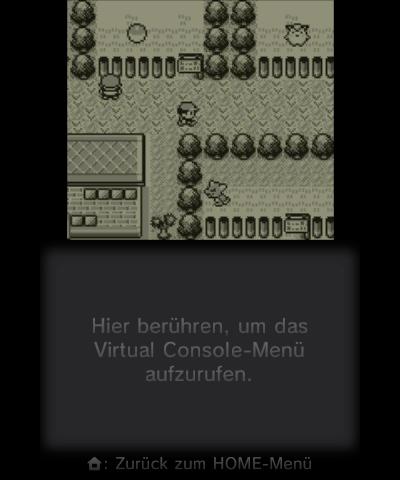 Hier berühren, um das
Virtual Console-Menü
aufzurufen.
: Zurück zum HOME-Menü